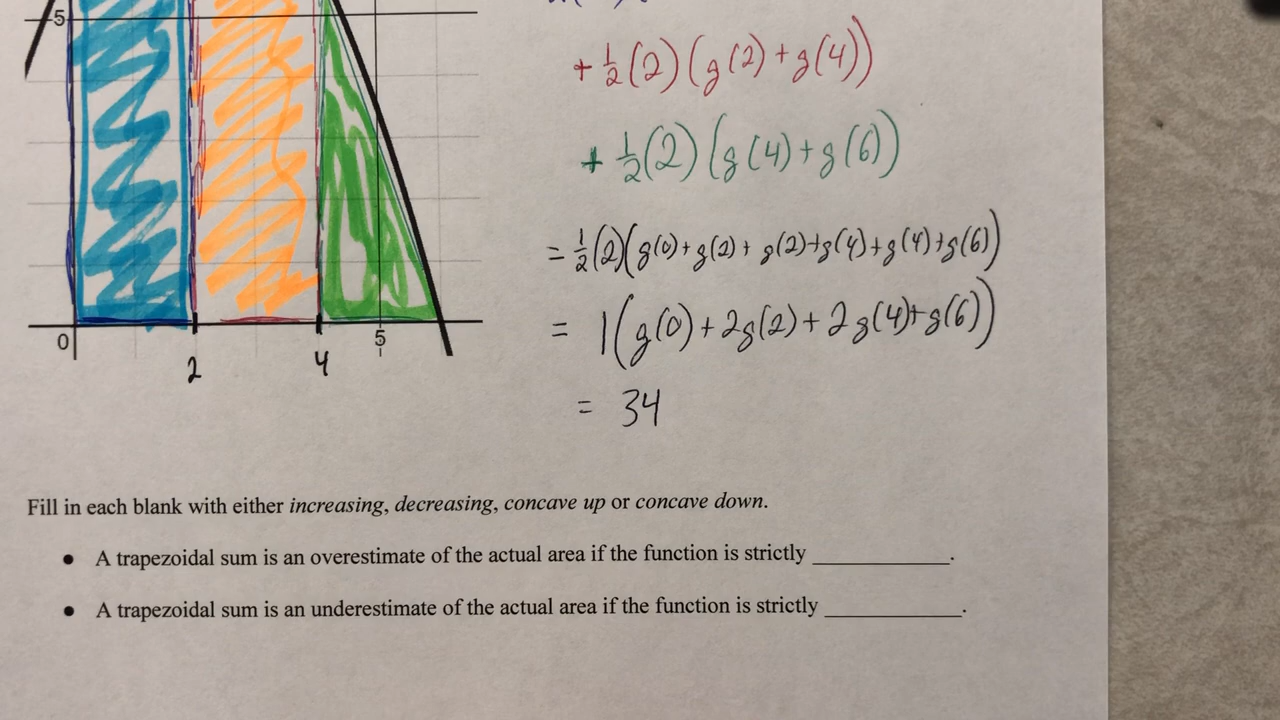 5
+ ½(2)(g(2)+g(4))
+ ½(2)(g(4)+g(6))
= ½(2)(g(0)+g(2)+g(2)+g(4)+g(4)+g(6))
= 1(g(0)+2g(2)+2g(4)+g(6))
0 2 4 5
= 34
Fill in each blank with either increasing, decreasing, concave up or concave down.
• A trapezoidal sum is an overestimate of the actual area if the function is strictly ____________.
• A trapezoidal sum is an underestimate of the actual area if the function is strictly ____________.